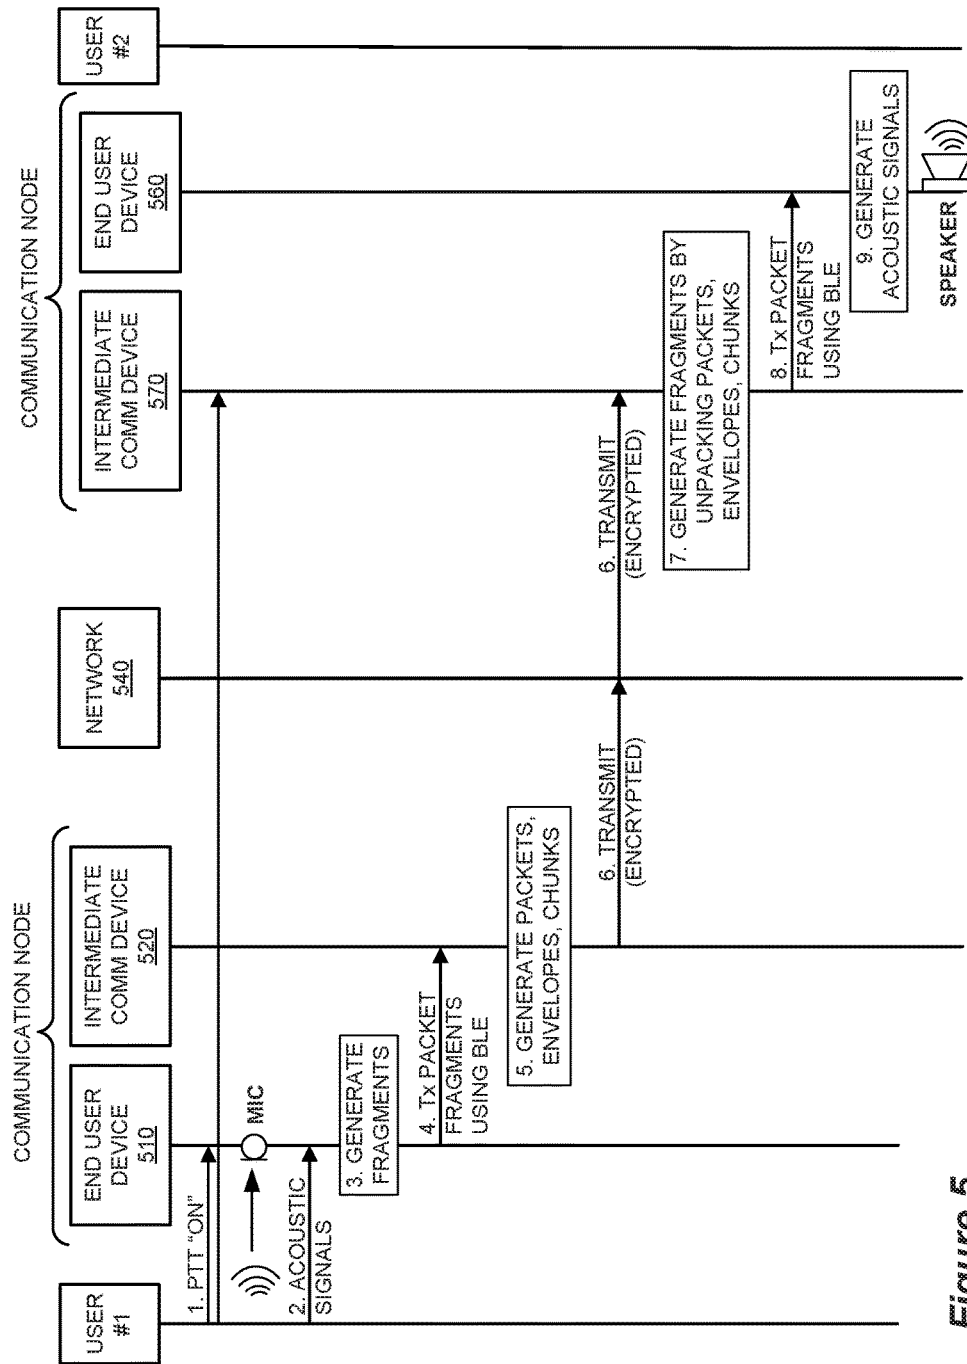 COMMUNICATION NODE
COMMUNICATION NODE
USER
#1
END USER
DEVICE
510
INTERMEDIATE
COMM DEVICE
520
NETWORK
540
INTERMEDIATE
COMM DEVICE
570
END USER
DEVICE
560
USER
#2
1. PTT “ON”
MIC
2. ACOUSTIC
SIGNALS
3. GENERATE
FRAGMENTS
4. Tx PACKET
FRAGMENTS
USING BLE
5. GENERATE PACKETS,
ENVELOPES, CHUNKS
6. TRANSMIT
(ENCRYPTED)
6. TRANSMIT
(ENCRYPTED)
7. GENERATE FRAGMENTS BY
UNPACKING PACKETS,
ENVELOPES, CHUNKS
8. Tx PACKET
FRAGMENTS
USING BLE
9. GENERATE
ACOUSTIC SIGNALS
SPEAKER
Figure 5